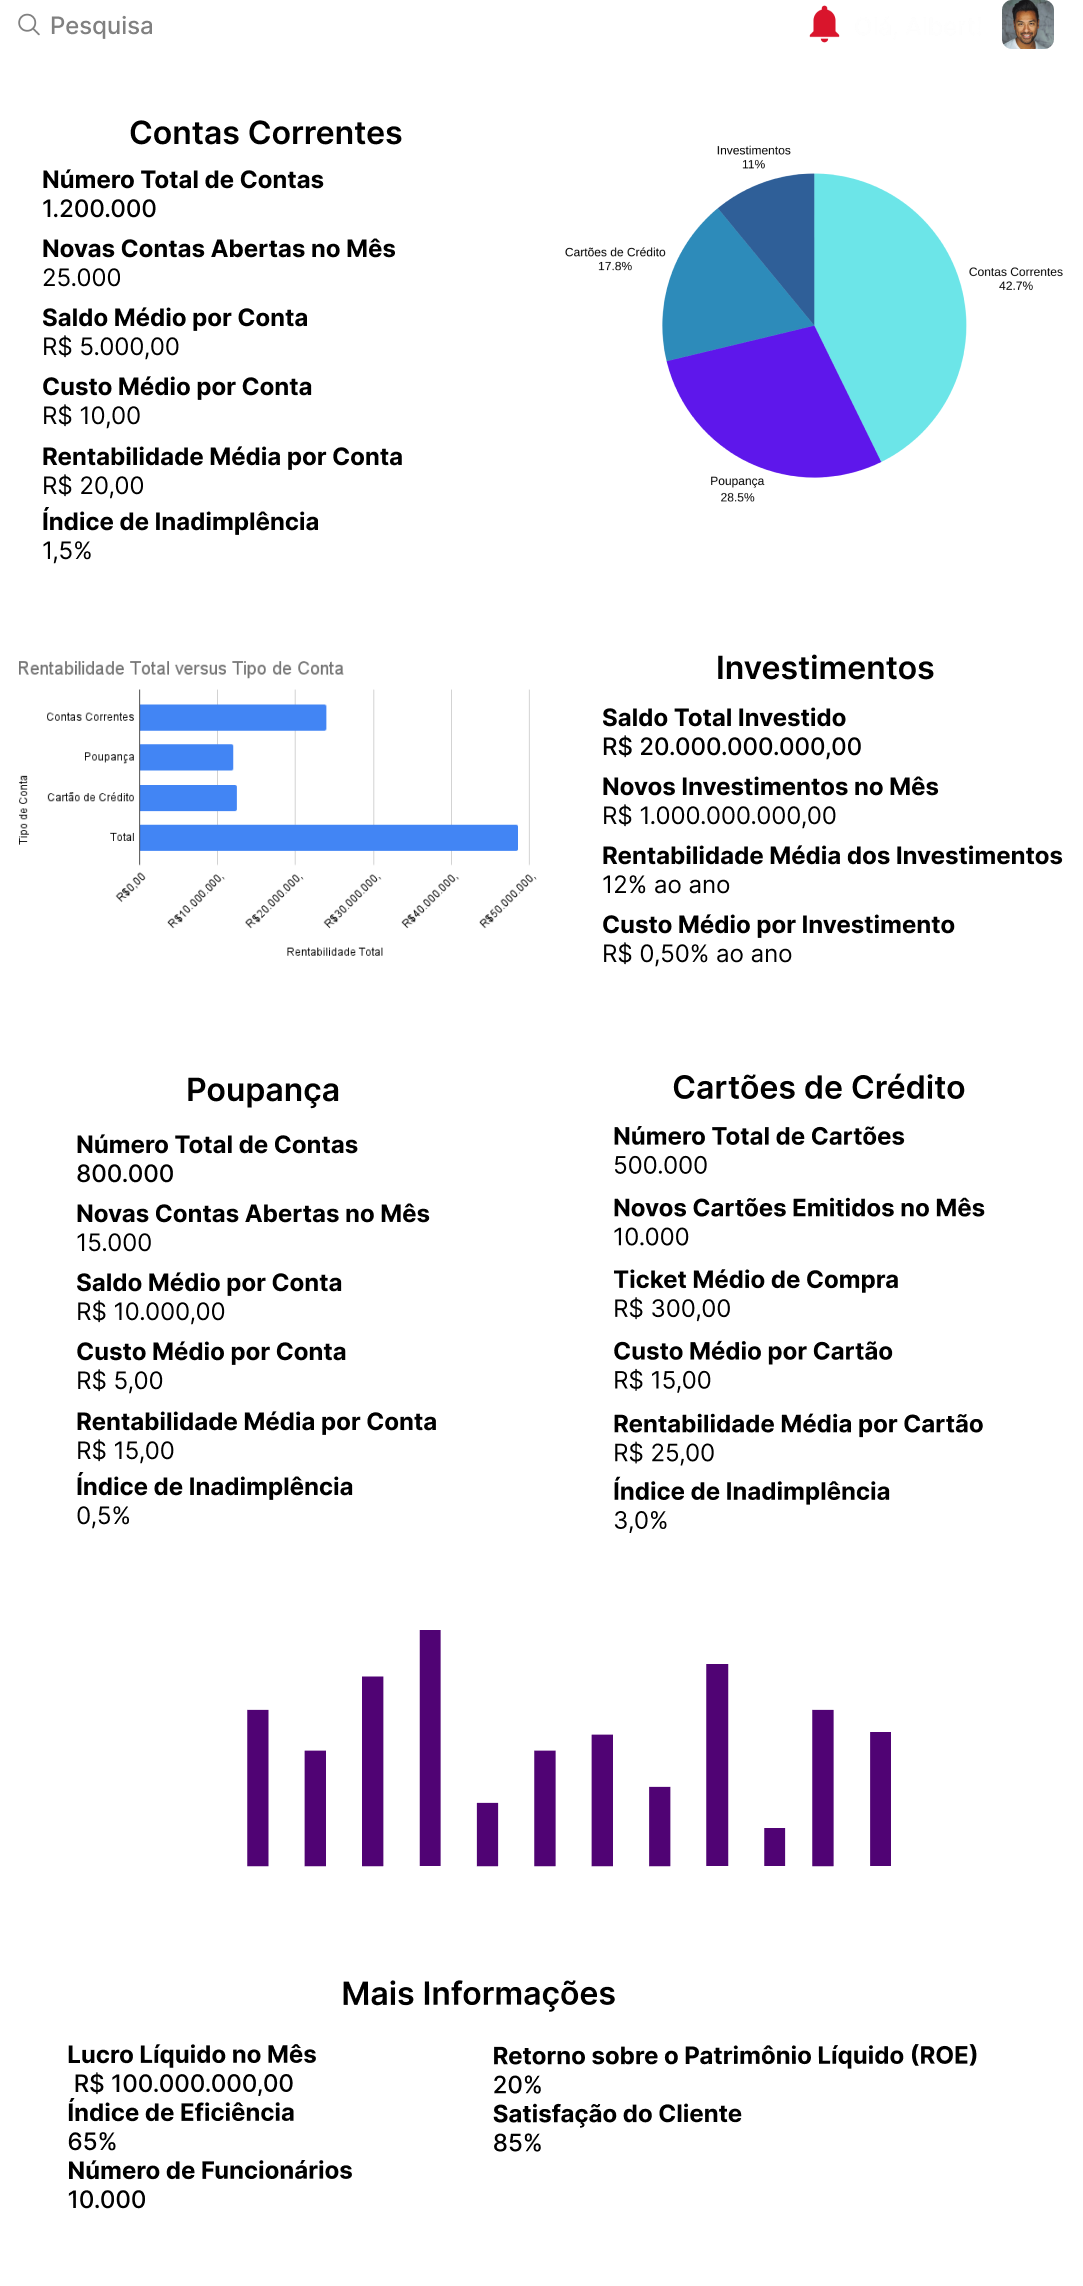 Pesquisa
Contas Correntes
Número Total de Contas
1.200.000
Novas Contas Abertas no Mês
25.000
Saldo Médio por Conta
R$ 5.000,00
Custo Médio por Conta
R$ 10,00
Rentabilidade Média por Conta
R$ 20,00
Índice de Inadimplência
1,5%
Investimentos
11%
Cartões de Crédito
17.8%
Contas Correntes
42.7%
Poupança
28.5%
Rentabilidade Total versus Tipo de Conta
Tipo de Conta
Contas Correntes
Poupança
Cartão de Crédito
Total
R$0,00
R$10.000.000,
R$20.000.000,
R$30.000.000,
R$40.000.000,
R$50.000.000,
Rentabilidade Total
Investimentos
Saldo Total Investido
R$ 20.000.000.000,00
Novos Investimentos no Mês
R$ 1.000.000.000,00
Rentabilidade Média dos Investimentos
12% ao ano
Custo Médio por Investimento
R$ 0,50% ao ano
Poupança
Número Total de Contas
800.000
Novas Contas Abertas no Mês
15.000
Saldo Médio por Conta
R$ 10.000,00
Custo Médio por Conta
R$ 5,00
Rentabilidade Média por Conta
R$ 15,00
Índice de Inadimplência
0,5%
Cartões de Crédito
Número Total de Cartões
500.000
Novos Cartões Emitidos no Mês
10.000
Ticket Médio de Compra
R$ 300,00
Custo Médio por Cartão
R$ 15,00
Rentabilidade Média por Cartão
R$ 25,00
Índice de Inadimplência
3,0%
Mais Informações
Lucro Líquido no Mês
R$ 100.000.000,00
Índice de Eficiência
65%
Número de Funcionários
10.000
Retorno sobre o Patrimônio Líquido (ROE)
20%
Satisfação do Cliente
85%